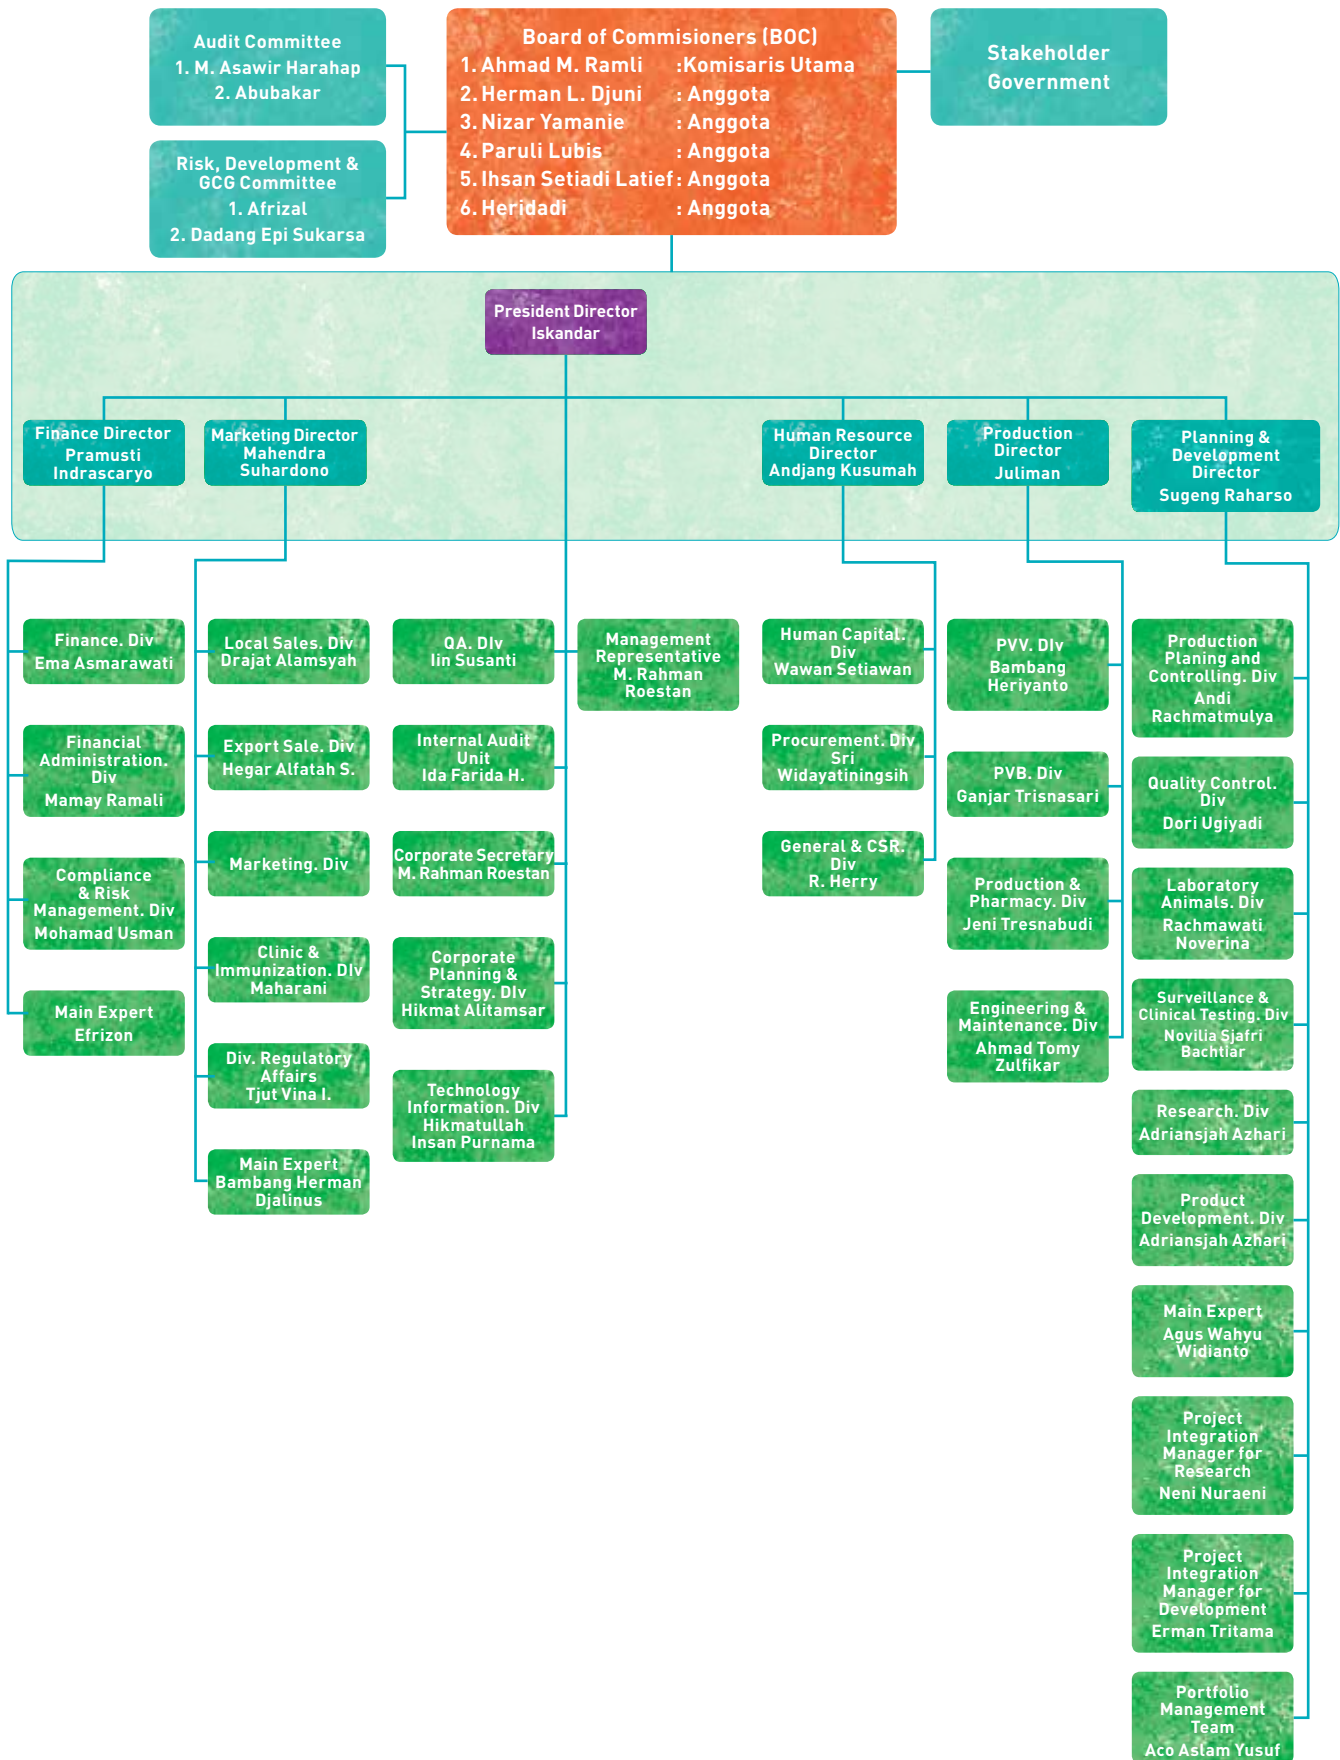 Audit Committee
1. M. Asawir Harahap
2. Abubakar
Risk, Development &
GCG Committee
1. Afrizal
2. Dadang Epi Sukarsa
Board of Commisioners (BOC)
1. Ahmad M. Ramli :Komisaris Utama
2. Herman L. Djuni : Anggota
3. Nizar Yamanie : Anggota
4. Paruli Lubis : Anggota
5. Ihsan Setiadi Latief : Anggota
6. Heridadi : Anggota
Stakeholder
Government
President Director
Iskandar
Finance Director
Pramusti
Indrascaryo
Marketing Director
Mahendra
Suhardono
Human Resource
Director
Andjang Kusumah
Production
Director
Juliman
Planning &
Development
Director
Sugeng Raharso
Finance. Div
Ema Asmarawati
Financial
Administration.
Div
Mamay Ramali
Compliance
& Risk
Management. Div
Mohamad Usman
Main Expert
Efrizon
Local Sales. Div
Drajat Alamsyah
Export Sale. Div
Hegar Alfatah S.
Marketing. Div
Clinic &
Immunization. DIv
Maharani
Div. Regulatory
Affairs
Tjut Vina I.
Main Expert
Bambang Herman
Djalinus
QA. DIv
Iin Susanti
Internal Audit
Unit
Ida Farida H.
Corporate Secretary
M. Rahman Roestan
Corporate
Planning &
Strategy. DIv
Hikmat Alitamsar
Technology
Information. Div
Hikmatullah
Insan Purnama
Management
Representative
M. Rahman
Roestan
Human Capital.
Div
Wawan Setiawan
Procurement. Div
Sri
Widayatiningsih
General & CSR.
Div
R. Herry
PVV. DIv
Bambang
Heriyanto
PVB. Div
Ganjar Trisnasari
Production &
Pharmacy. Div
Jeni Tresnabudi
Engineering &
Maintenance. Div
Ahmad Tomy
Zulfikar
Production
Planing and
Controlling. Div
Andi
Rachmatmulya
Quality Control.
Div
Dori Ugiyadi
Laboratory
Animals. Div
Rachmawati
Noverina
Surveillance &
Clinical Testing. Div
Novilia Sjafri
Bachtiar
Research. Div
Adriansjah Azhari
Product
Development. Div
Adriansjah Azhari
Main Expert
Agus Wahyu
Widianto
Project
Integration
Manager for
Research
Neni Nuraeni
Project
Integration
Manager for
Development
Erman Tritama
Portfolio
Management
Team
Aco Aslam Yusuf